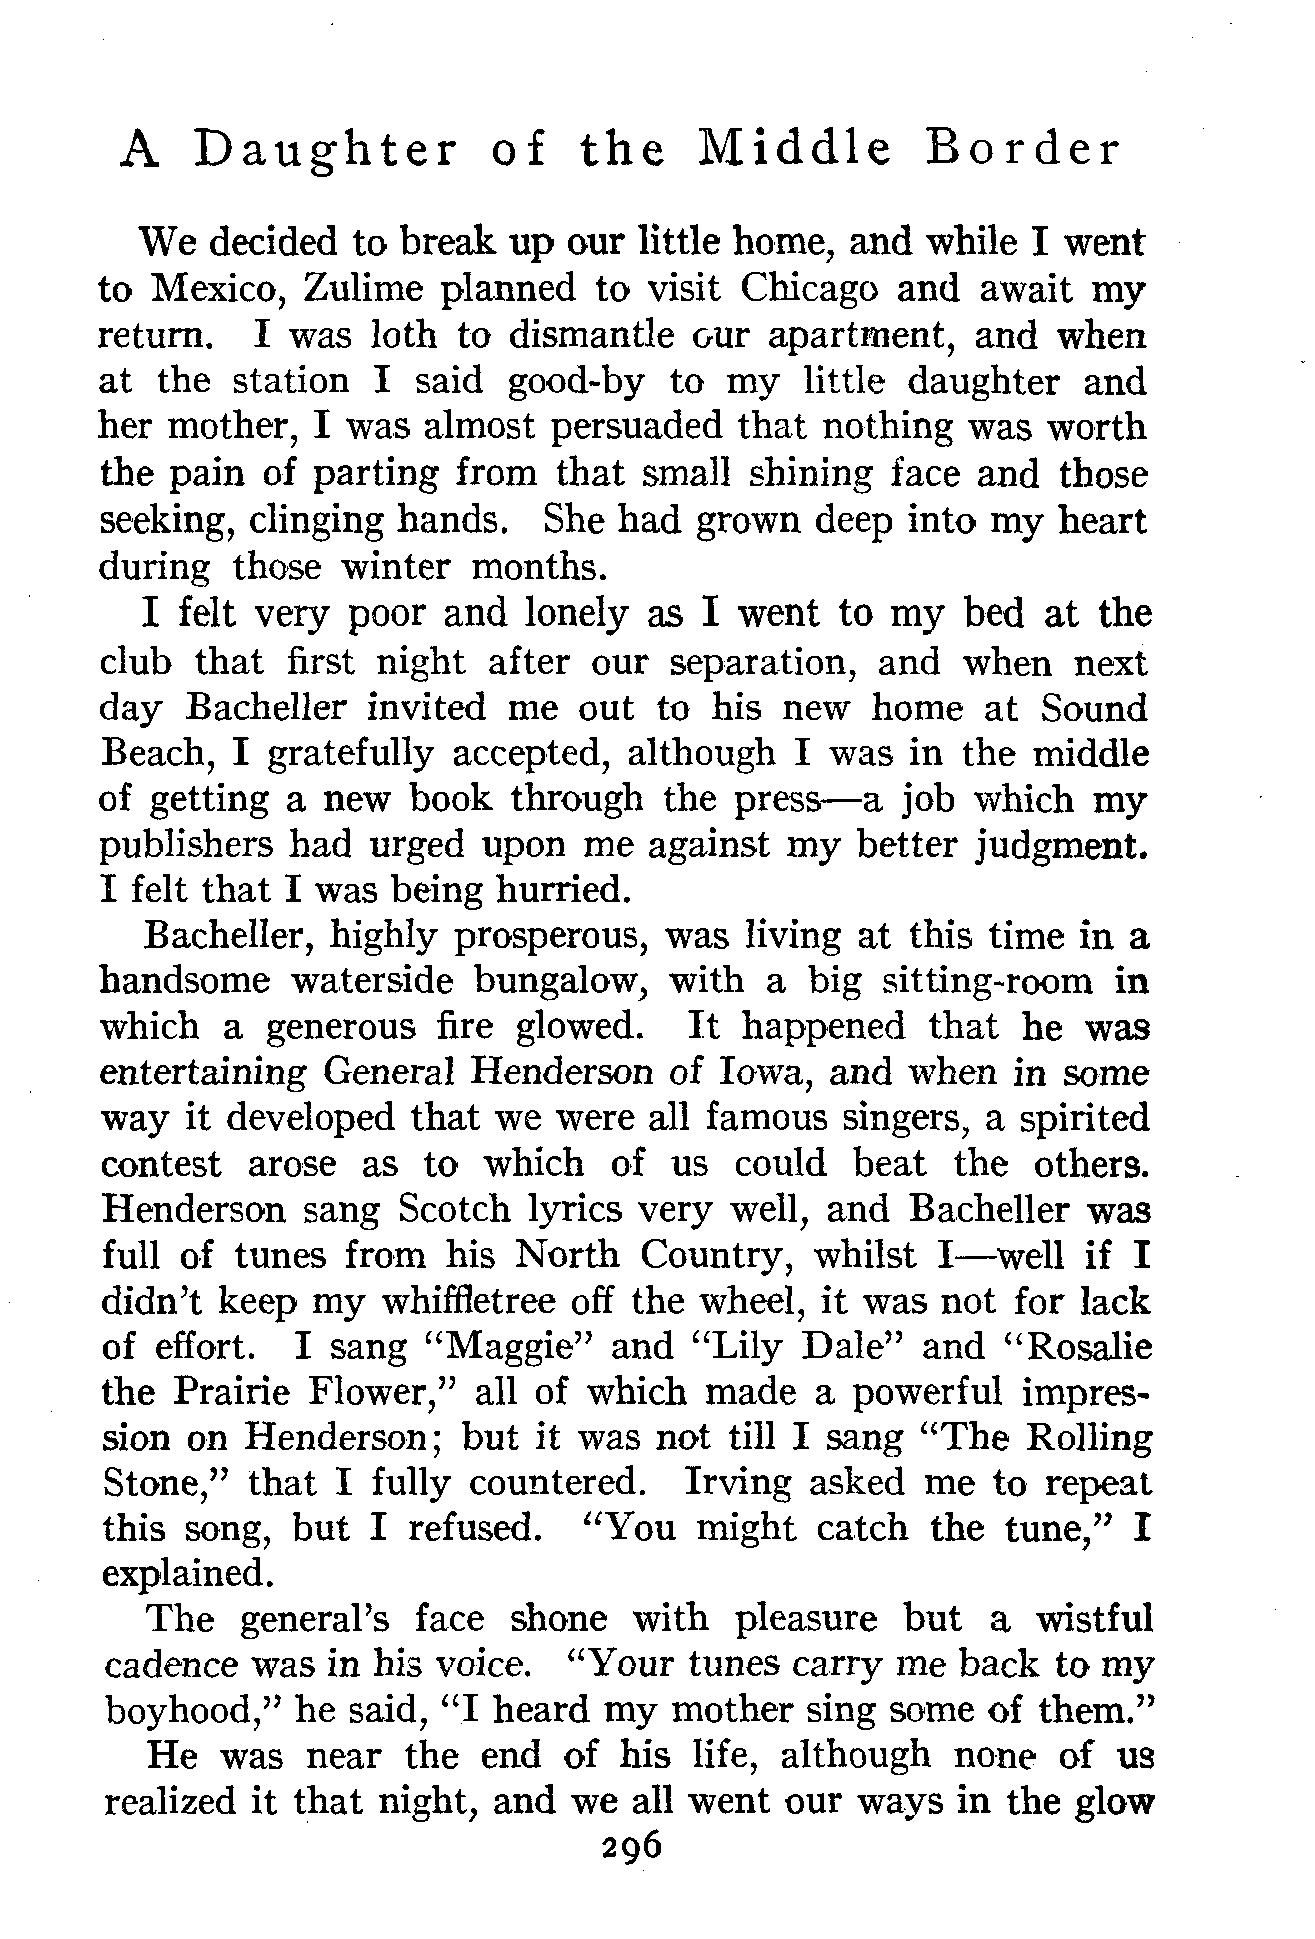 A Daughter of the Middle Border
We decided to break up our little home, and while I went
to Mexico, Zulime planned to visit Chicago and await my
return. I was loth to dismantle our apartment, and when
at the station I said good-by to my little daughter and
her mother, I was almost persuaded that nothing was worth
the pain of parting from that small shining face and those
seeking, clinging hands. She had grown deep into my heart
during those winter months.
I felt very poor and lonely as I went to my bed at the
club that first night after our separation, and when next
day Bacheller invited me out to his new home at Sound
Beach, I gratefully accepted, although I was in the middle
of getting a new book through the press—a job which my
publishers had urged upon me against my better judgment.
I felt that I was being hurried.
Bacheller, highly prosperous, was living at this time in a
handsome waterside bungalow, with a big sitting-room in
which a generous fire glowed. It happened that he was
entertaining General Henderson of Iowa, and when in some
way it developed that we were all famous singers, a spirited
contest arose as to which of us could beat the others.
Henderson sang Scotch lyrics very well, and Bacheller was
full of tunes from his North Country, whilst I—well if I
didn't keep my whiffletree off the wheel, it was not for lack
of effort. I sang "Maggie" and "Lily Dale" and "Rosalie
the Prairie Flower," all of which made a powerful impres-
sion on Henderson; but it was not till I sang "The Rolling
Stone," that I fully countered. Irving asked me to repeat
this song, but I refused. "You might catch the tune," I
explained.
The general's face shone with pleasure but a wistful
cadence was in his voice. "Your tunes carry me back to my
boyhood," he said, "I heard my mother sing some of them."
He was near the end of his life, although none of us
realized it that night, and we all went our ways in the glow
296